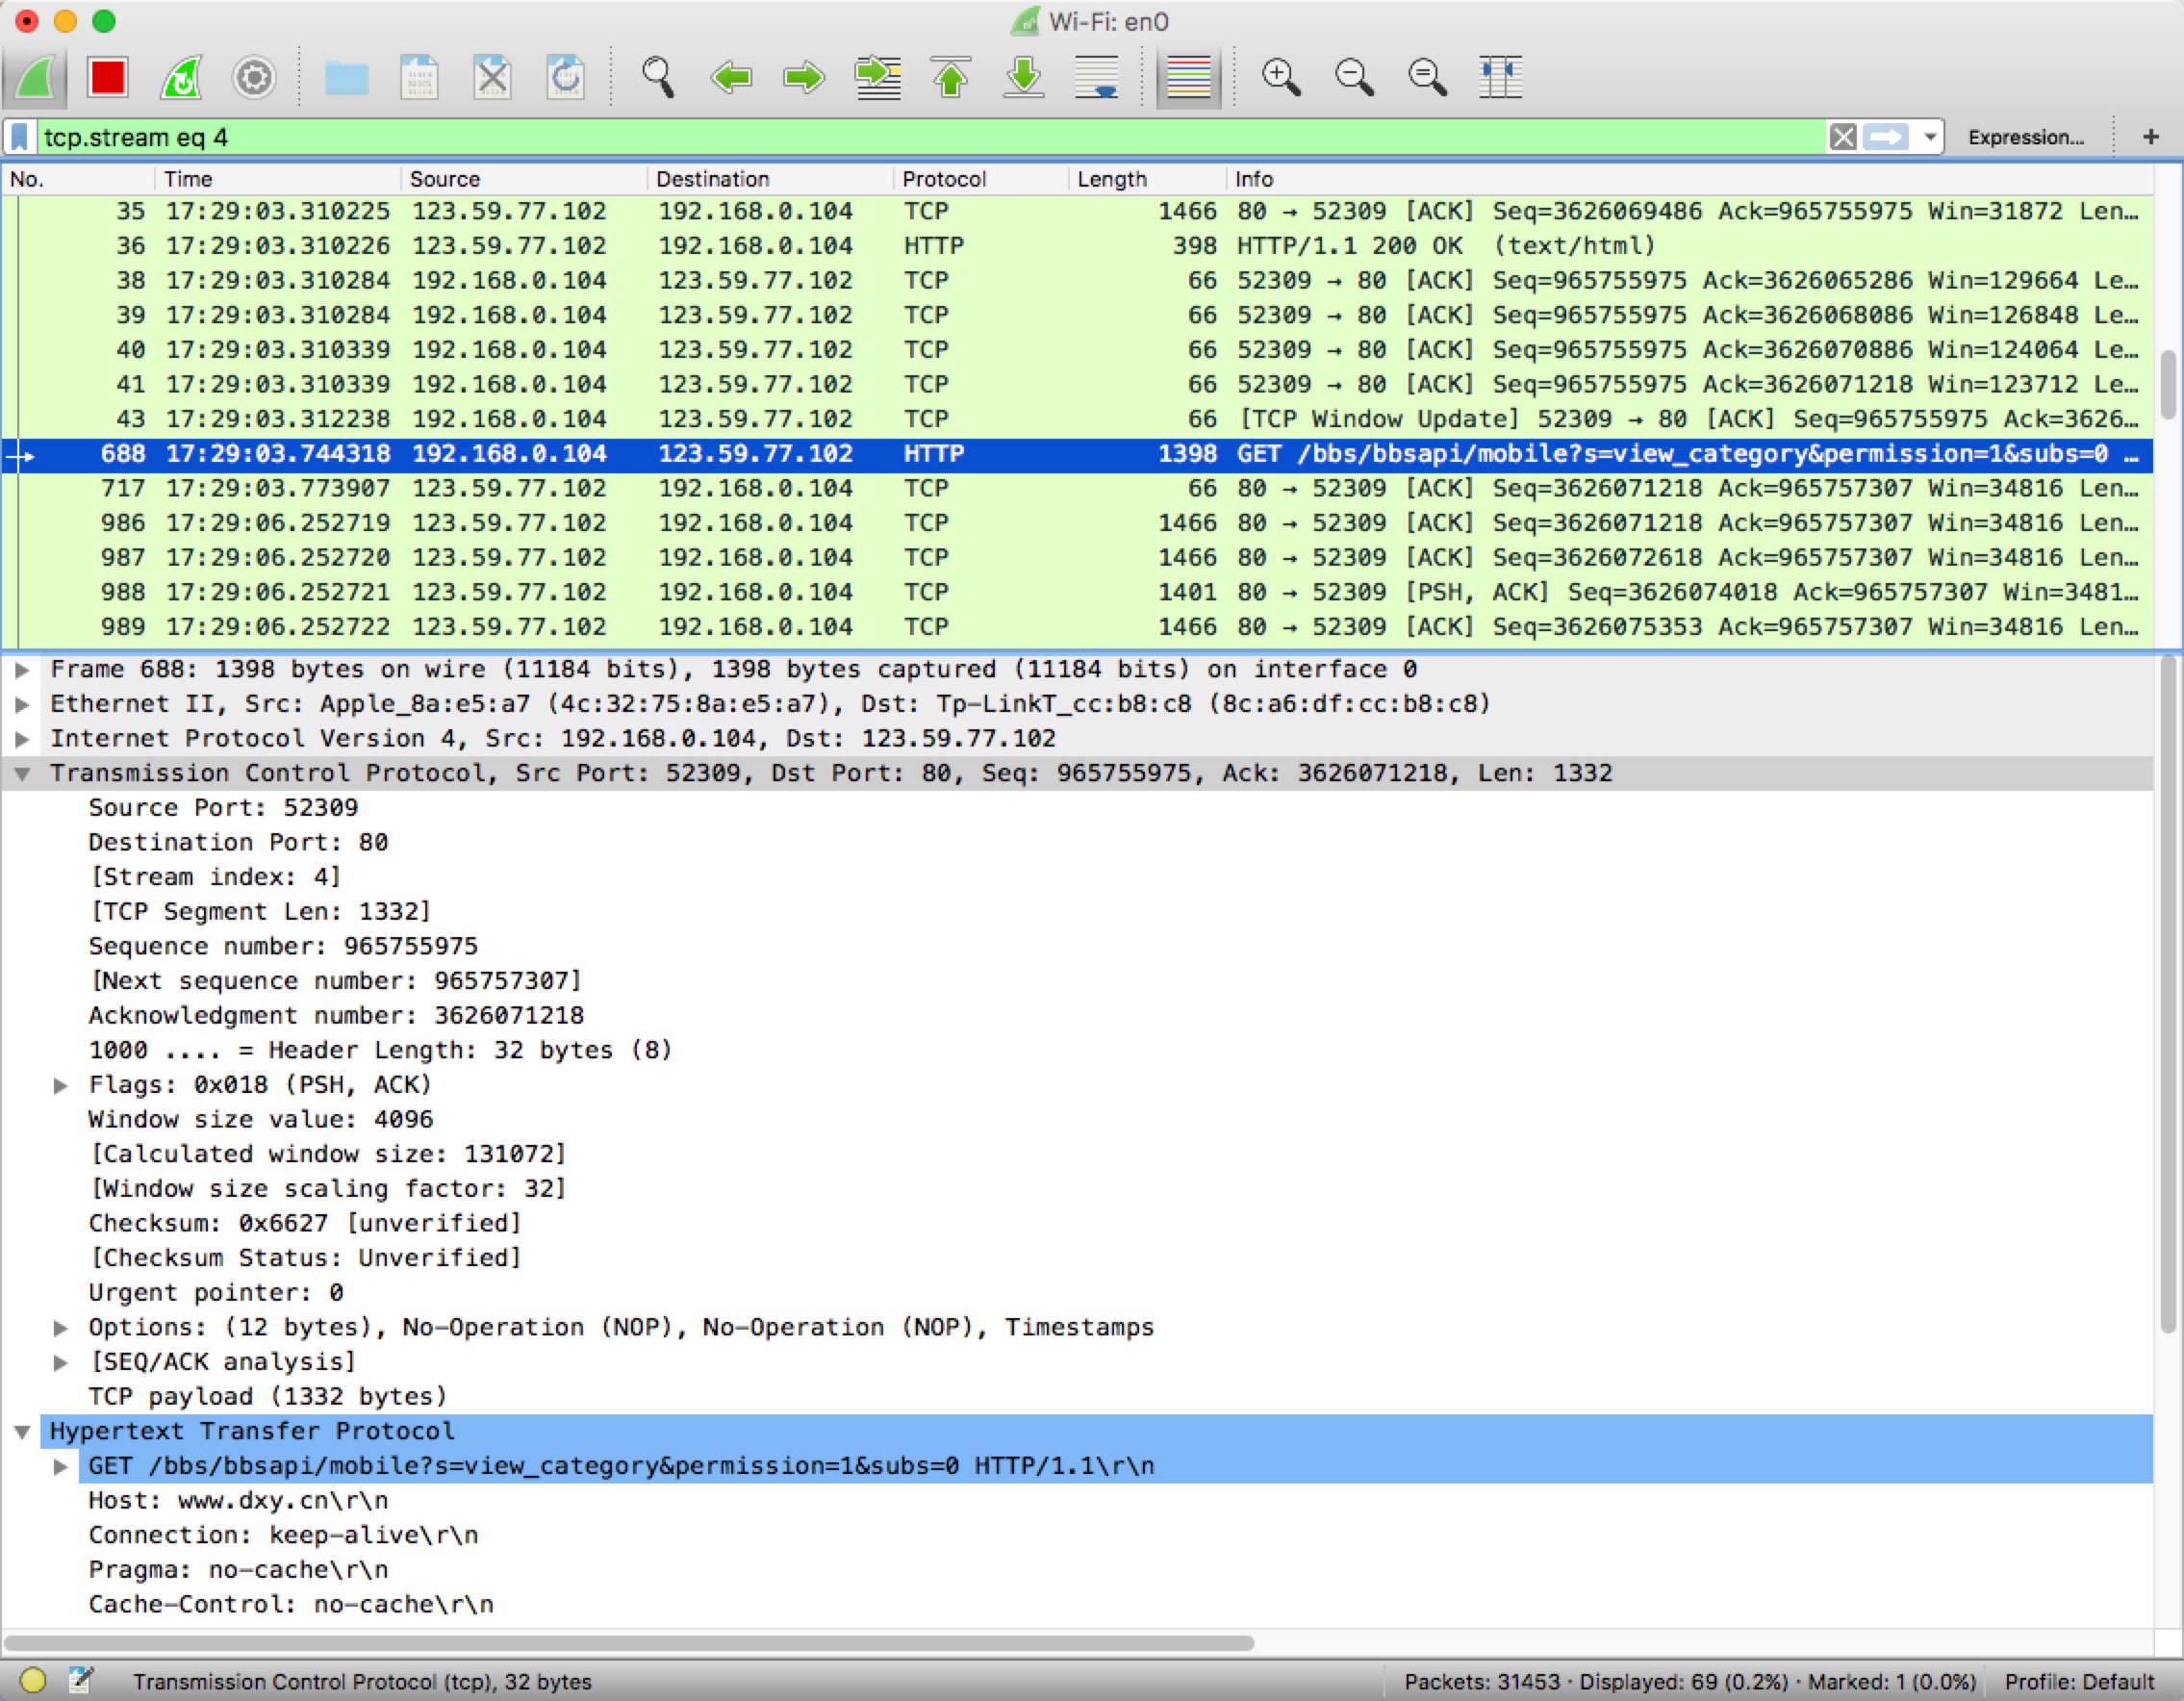 Wi-Fi: en0
tcp.stream eq 4 Expression... +
No. Time Source Destination Protocol Length Info
35 17:29:03.310225 123.59.77.102 192.168.0.104 TCP 1466 80 → 52309 [ACK] Seq=3626069486 Ack=965755975 Win=31872 Len…
36 17:29:03.310226 123.59.77.102 192.168.0.104 HTTP 398 HTTP/1.1 200 OK (text/html)
38 17:29:03.310284 192.168.0.104 123.59.77.102 TCP 66 52309 → 80 [ACK] Seq=965755975 Ack=3626065286 Win=129664 Le…
39 17:29:03.310284 192.168.0.104 123.59.77.102 TCP 66 52309 → 80 [ACK] Seq=965755975 Ack=3626068086 Win=126848 Le…
40 17:29:03.310339 192.168.0.104 123.59.77.102 TCP 66 52309 → 80 [ACK] Seq=965755975 Ack=3626070886 Win=124064 Le…
41 17:29:03.310339 192.168.0.104 123.59.77.102 TCP 66 52309 → 80 [ACK] Seq=965755975 Ack=3626071218 Win=123712 Le…
43 17:29:03.312238 192.168.0.104 123.59.77.102 TCP 66 [TCP Window Update] 52309 → 80 [ACK] Seq=965755975 Ack=3626…
688 17:29:03.744318 192.168.0.104 123.59.77.102 HTTP 1398 GET /bbs/bbsapi/mobile?s=view_category&permission=1&subs=0 …
717 17:29:03.773907 123.59.77.102 192.168.0.104 TCP 66 80 → 52309 [ACK] Seq=3626071218 Ack=965757307 Win=34816 Len…
986 17:29:06.252719 123.59.77.102 192.168.0.104 TCP 1466 80 → 52309 [ACK] Seq=3626071218 Ack=965757307 Win=34816 Len…
987 17:29:06.252720 123.59.77.102 192.168.0.104 TCP 1466 80 → 52309 [ACK] Seq=3626072618 Ack=965757307 Win=34816 Len…
988 17:29:06.252721 123.59.77.102 192.168.0.104 TCP 1401 80 → 52309 [PSH, ACK] Seq=3626074018 Ack=965757307 Win=3481…
989 17:29:06.252722 123.59.77.102 192.168.0.104 TCP 1466 80 → 52309 [ACK] Seq=3626075353 Ack=965757307 Win=34816 Len…
Frame 688: 1398 bytes on wire (11184 bits), 1398 bytes captured (11184 bits) on interface 0
Ethernet II, Src: Apple_8a:e5:a7 (4c:32:75:8a:e5:a7), Dst: Tp-LinkT_cc:b8:c8 (8c:a6:df:cc:b8:c8)
Internet Protocol Version 4, Src: 192.168.0.104, Dst: 123.59.77.102
Transmission Control Protocol, Src Port: 52309, Dst Port: 80, Seq: 965755975, Ack: 3626071218, Len: 1332
Source Port: 52309
Destination Port: 80
[Stream index: 4]
[TCP Segment Len: 1332]
Sequence number: 965755975
[Next sequence number: 965757307]
Acknowledgment number: 3626071218
1000 .... = Header Length: 32 bytes (8)
Flags: 0x018 (PSH, ACK)
Window size value: 4096
[Calculated window size: 131072]
[Window size scaling factor: 32]
Checksum: 0x6627 [unverified]
[Checksum Status: Unverified]
Urgent pointer: 0
Options: (12 bytes), No-Operation (NOP), No-Operation (NOP), Timestamps
[SEQ/ACK analysis]
TCP payload (1332 bytes)
Hypertext Transfer Protocol
GET /bbs/bbsapi/mobile?s=view_category&permission=1&subs=0 HTTP/1.1\r\n
Host: www.dxy.cn\r\n
Connection: keep-alive\r\n
Pragma: no-cache\r\n
Cache-Control: no-cache\r\n
Transmission Control Protocol (tcp), 32 bytes Packets: 31453 · Displayed: 69 (0.2%) · Marked: 1 (0.0%) Profile: Default